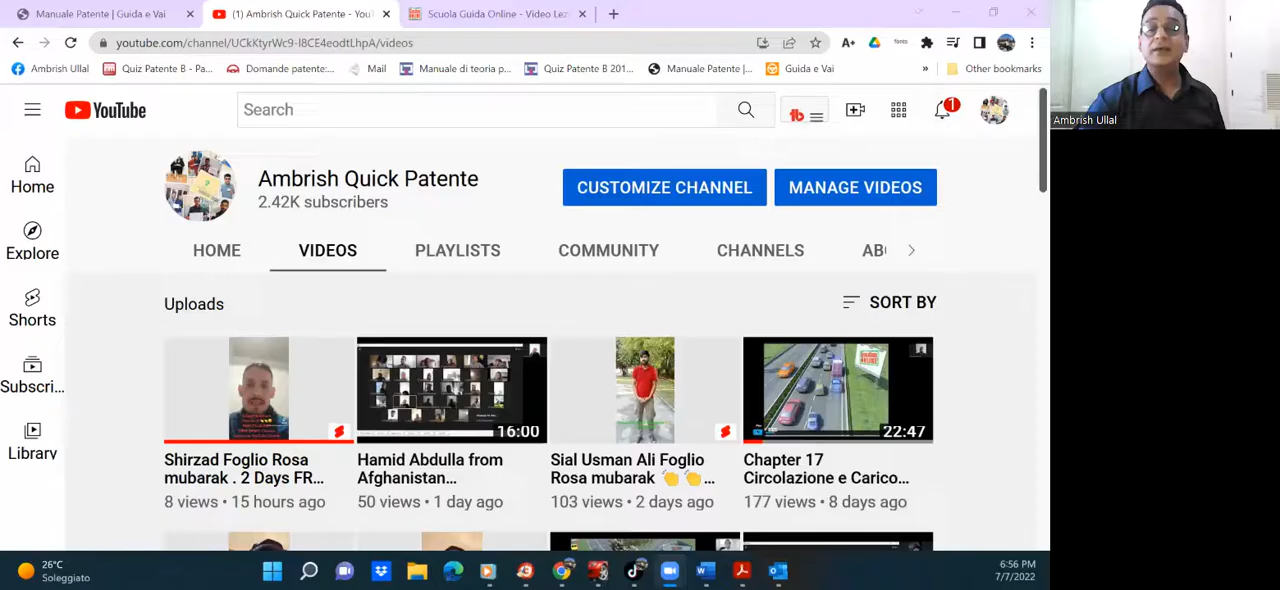 Manuale Patente | Guida e Vai
(1) Ambrish Quick Patente - You
Scuola Guida Online - Video Lez
youtube.com/channel/UCkKtyrWc9-I8CE4eodtLhpA/videos
A+
fonts
Ambrish Ullal
Quiz Patente B - Pa...
Domande patente:...
Mail
Manuale di teoria p...
Quiz Patente B 201...
Manuale Patente |...
Guida e Vai
»
Other bookmarks
YouTube
Search
tb
1
Ambrish Ullal
Home
Explore
Shorts
Subscri...
Library
Ambrish Quick Patente
2.42K subscribers
CUSTOMIZE CHANNEL
MANAGE VIDEOS
HOME
VIDEOS
PLAYLISTS
COMMUNITY
CHANNELS
AB
Uploads
SORT BY
16:00
22:47
Shirzad Foglio Rosa
mubarak . 2 Days FR...
8 views • 15 hours ago
Hamid Abdulla from
Afghanistan...
50 views • 1 day ago
Sial Usman Ali Foglio
Rosa mubarak 👏 👏...
103 views • 2 days ago
Chapter 17
Circolazione e Carico...
177 views • 8 days ago
26°C
Soleggiato
6:56 PM
7/7/2022